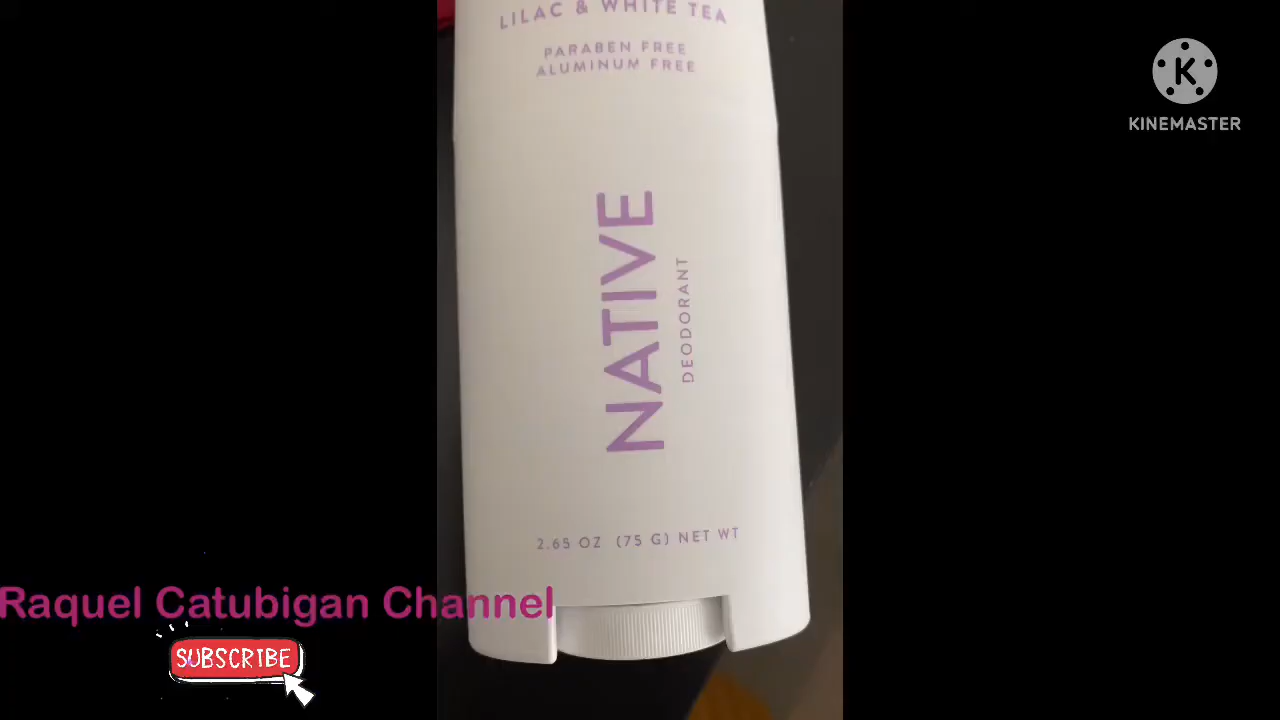 LILAC & WHITE TEA
PARABEN FREE
ALUMINUM FREE
NATIVE
DEODORANT
2.65 OZ (75 G) NET WT
K
KINEMASTER
Raquel Catubigan Channel
SUBSCRIBE